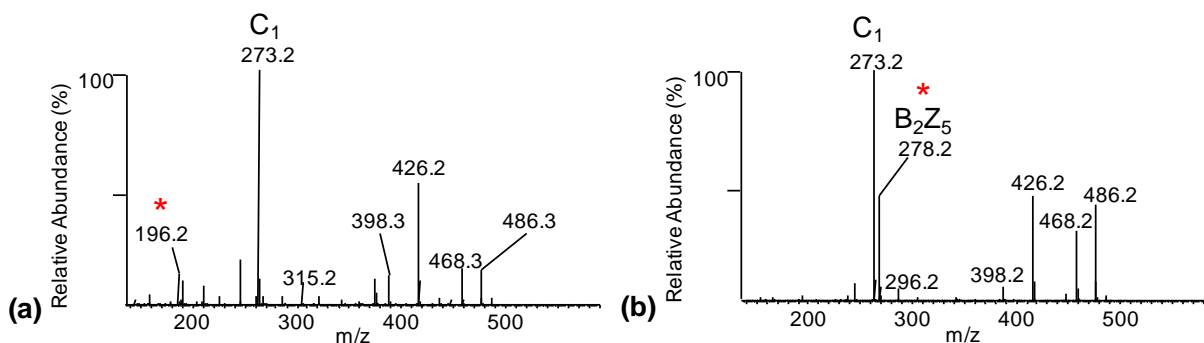 C₁
273.2
100
Relative Abundance (%)
*
196.2
315.2
398.3
426.2
468.3
486.3
200
300
400
500
m/z
(a)
C₁
273.2
100
Relative Abundance (%)
*
B₂Z₅
278.2
296.2
398.2
426.2
468.2
486.2
200
300
400
500
m/z
(b)